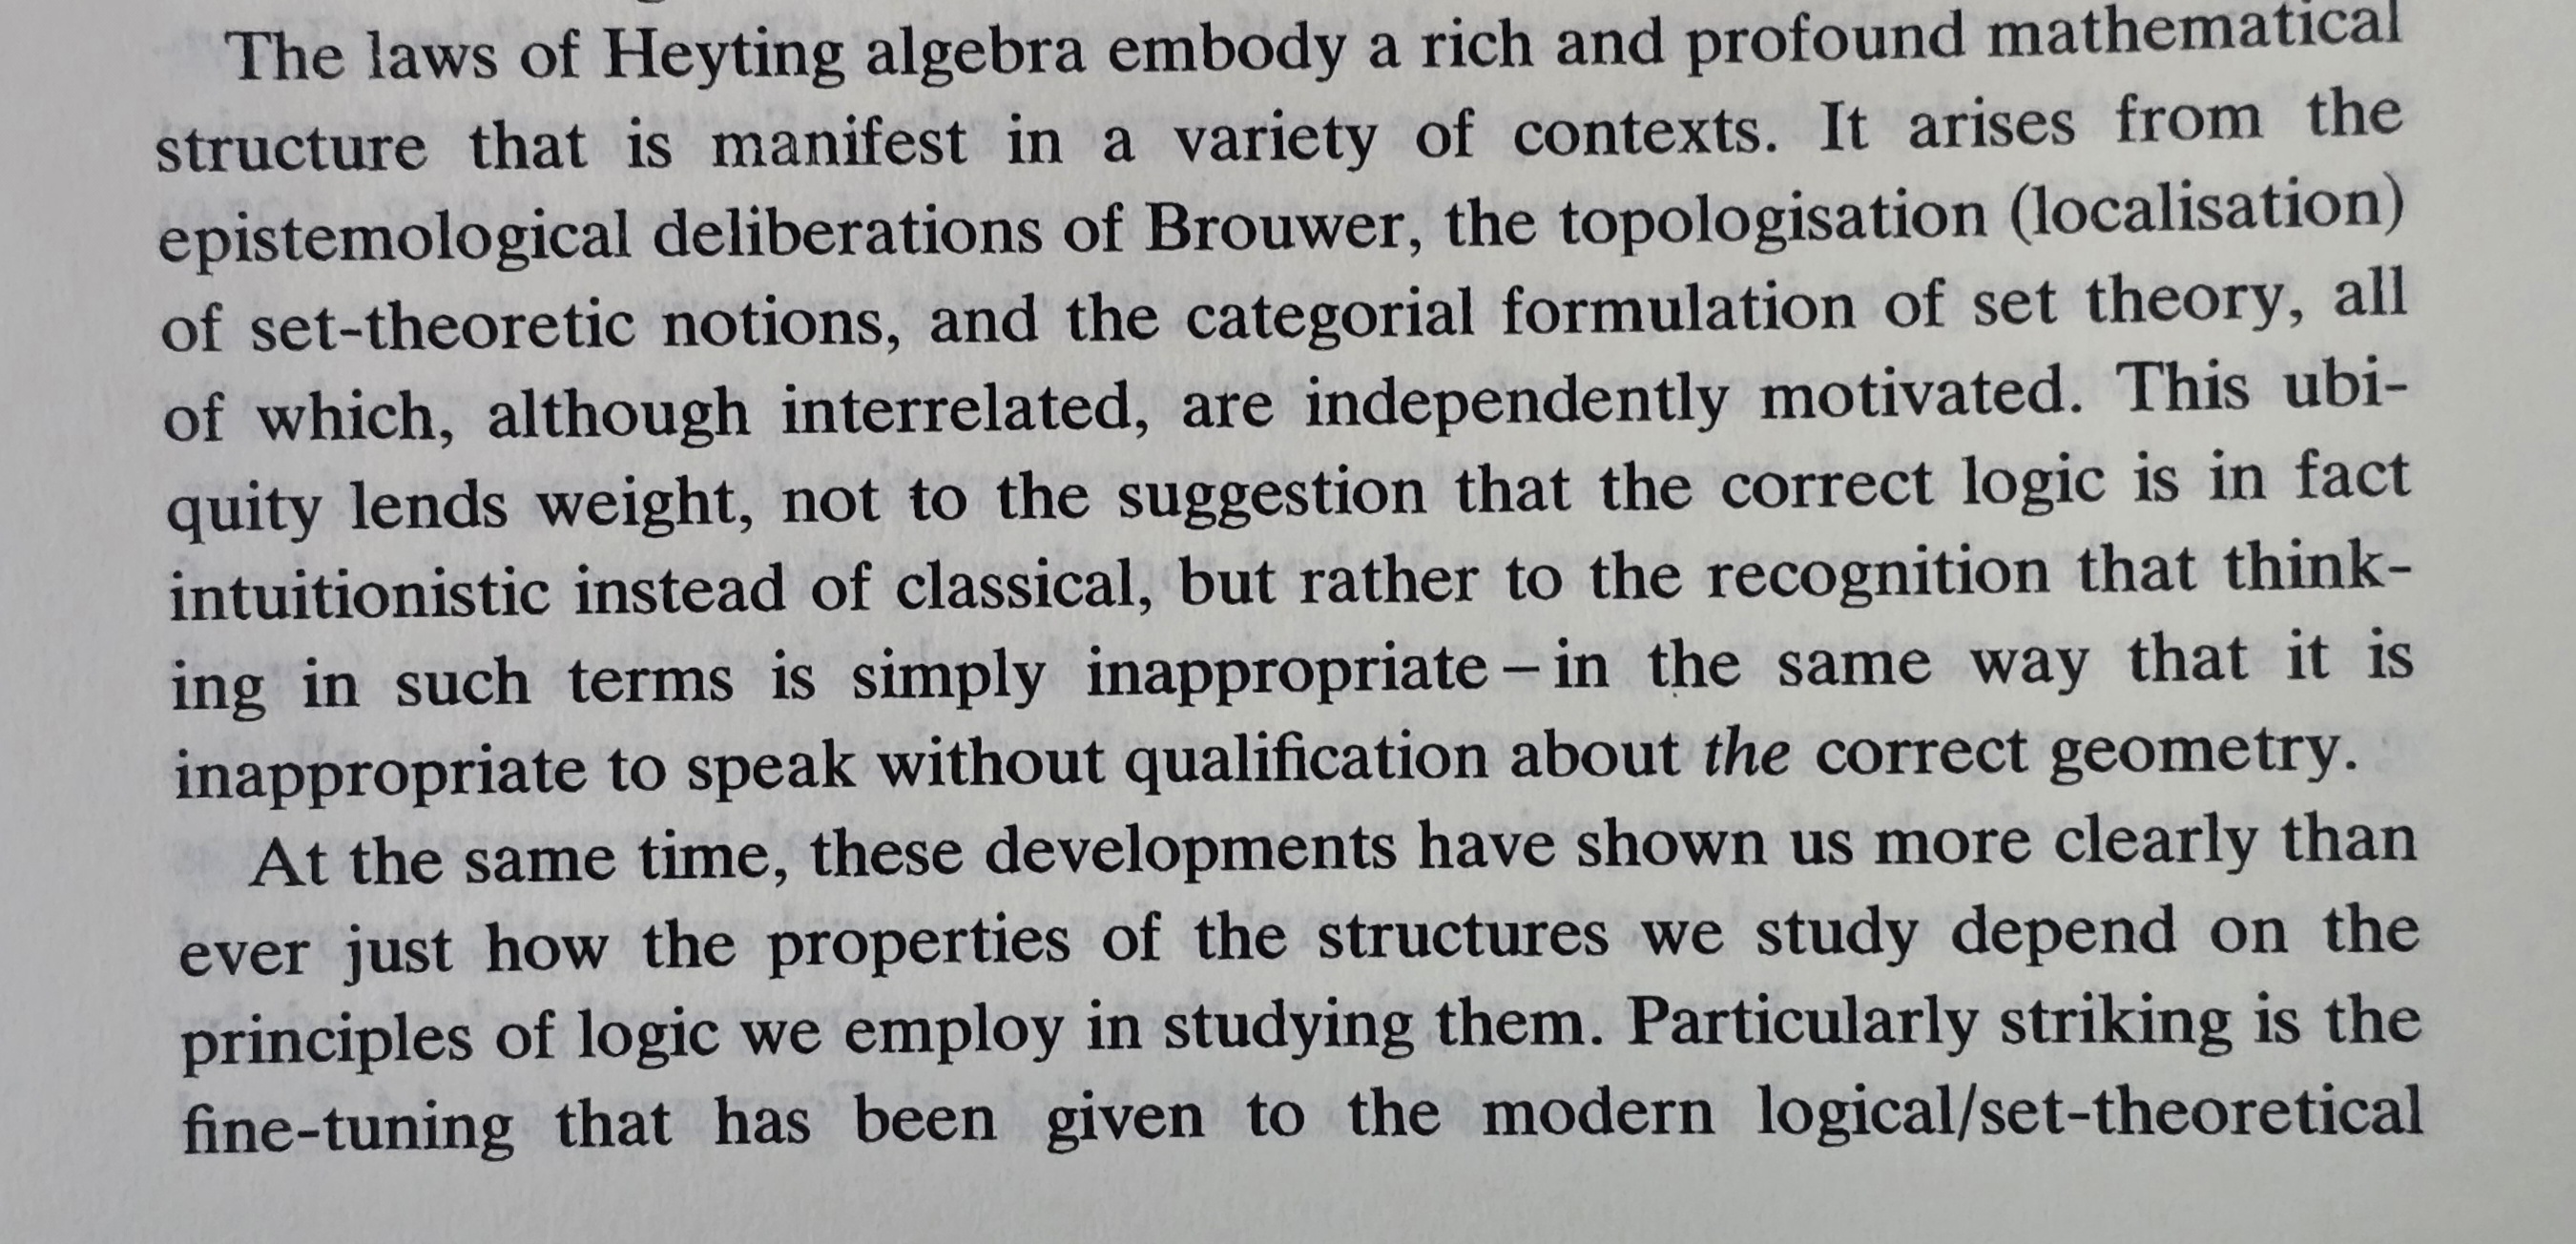 The laws of Heyting algebra embody a rich and profound mathematical
structure that is manifest in a variety of contexts. It arises from the
epistemological deliberations of Brouwer, the topologisation (localisation)
of set-theoretic notions, and the categorial formulation of set theory, all
of which, although interrelated, are independently motivated. This ubi-
quity lends weight, not to the suggestion that the correct logic is in fact
intuitionistic instead of classical, but rather to the recognition that think-
ing in such terms is simply inappropriate – in the same way that it is
inappropriate to speak without qualification about the correct geometry.
At the same time, these developments have shown us more clearly than
ever just how the properties of the structures we study depend on the
principles of logic we employ in studying them. Particularly striking is the
fine-tuning that has been given to the modern logical/set-theoretical